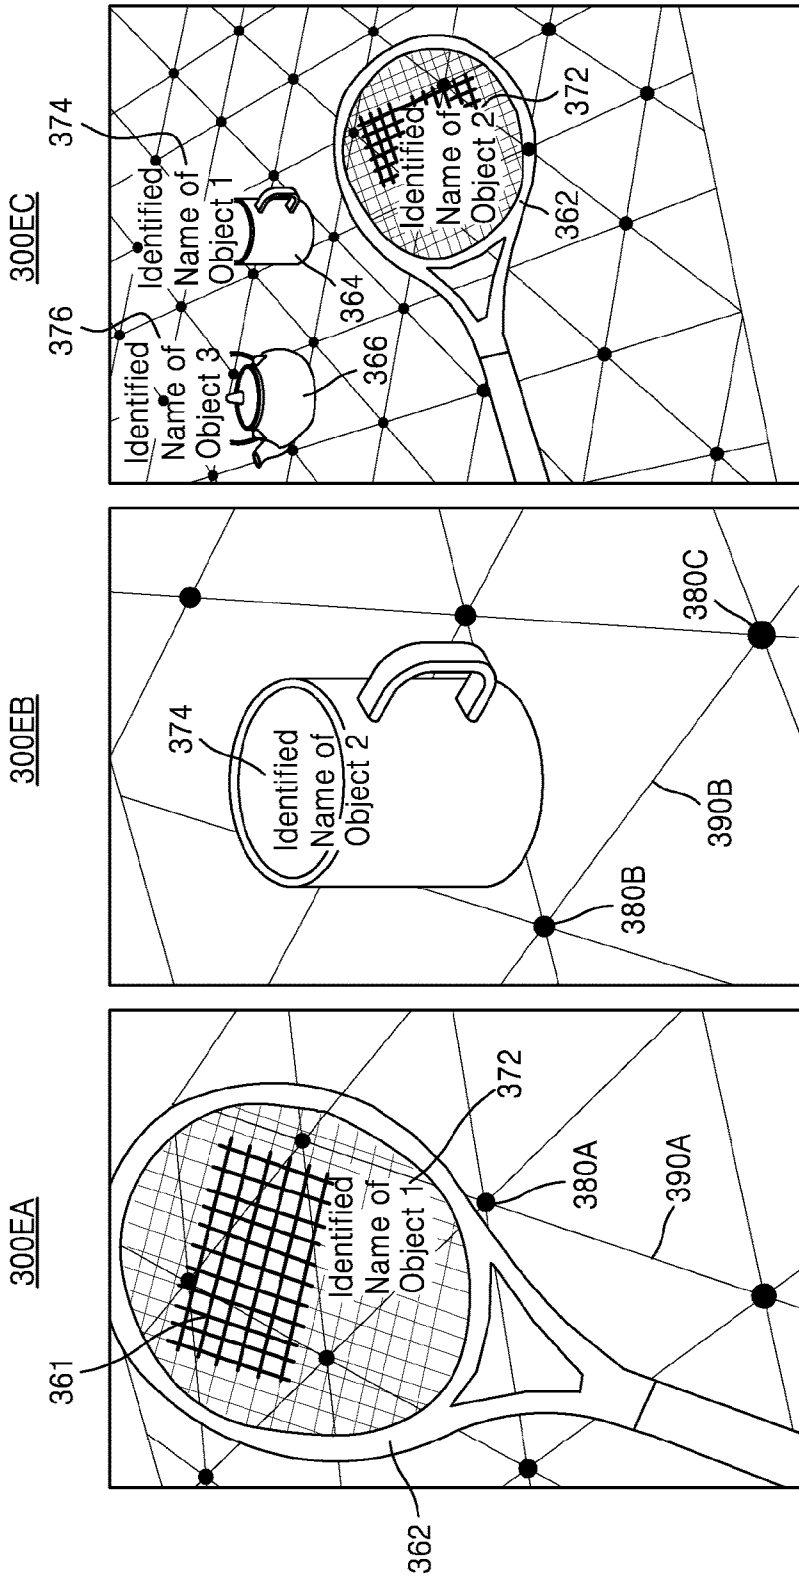 300EA
361
362
Identified
Name of
Object 1
372
380A
390A
300EB
374
Identified
Name of
Object 2
380B
390B
380C
300EC
376
374
Identified
Name of
Object 3
Identified
Name of
Object 1
364
366
Identified
Name of
Object 2
372
362